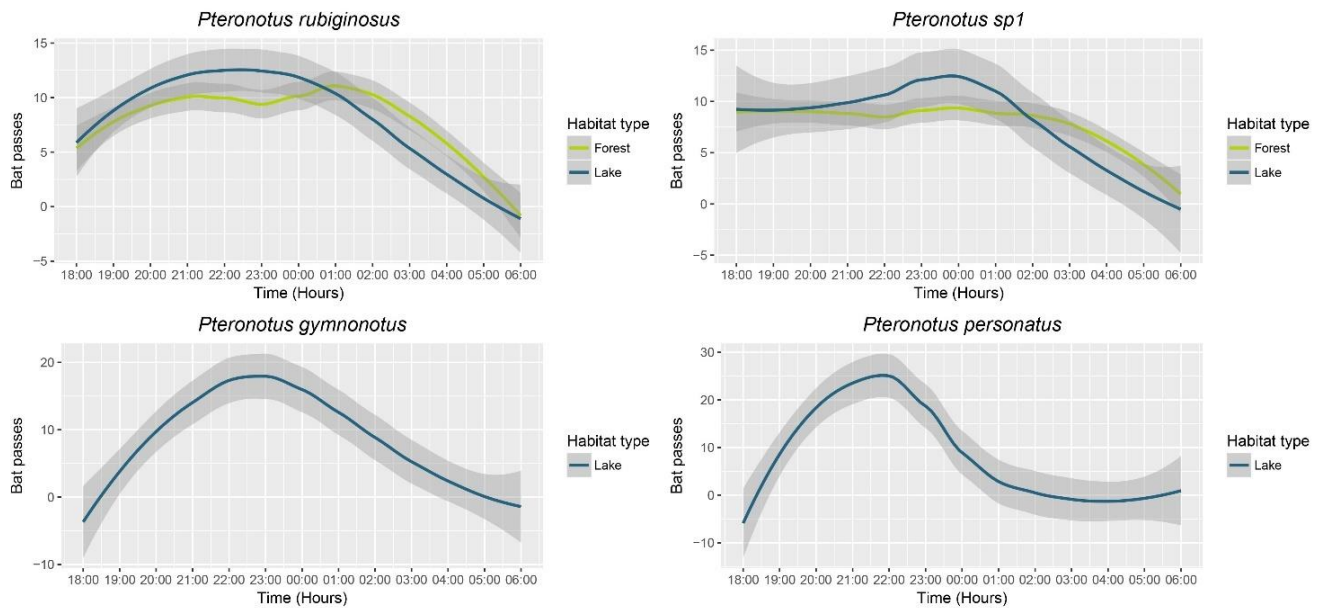 Pteronotus rubiginosus
15
10
5
0
−5
Bat passes
18:00 19:00 20:00 21:00 22:00 23:00 00:00 01:00 02:00 03:00 04:00 05:00 06:00
Time (Hours)
Habitat type
Forest
Lake
Pteronotus sp1
15
10
5
0
−5
Bat passes
18:00 19:00 20:00 21:00 22:00 23:00 00:00 01:00 02:00 03:00 04:00 05:00 06:00
Time (Hours)
Habitat type
Forest
Lake
Pteronotus gymnonotus
20
10
0
−10
Bat passes
18:00 19:00 20:00 21:00 22:00 23:00 00:00 01:00 02:00 03:00 04:00 05:00 06:00
Time (Hours)
Habitat type
Lake
Pteronotus personatus
30
20
10
0
−10
Bat passes
18:00 19:00 20:00 21:00 22:00 23:00 00:00 01:00 02:00 03:00 04:00 05:00 06:00
Time (Hours)
Habitat type
Lake